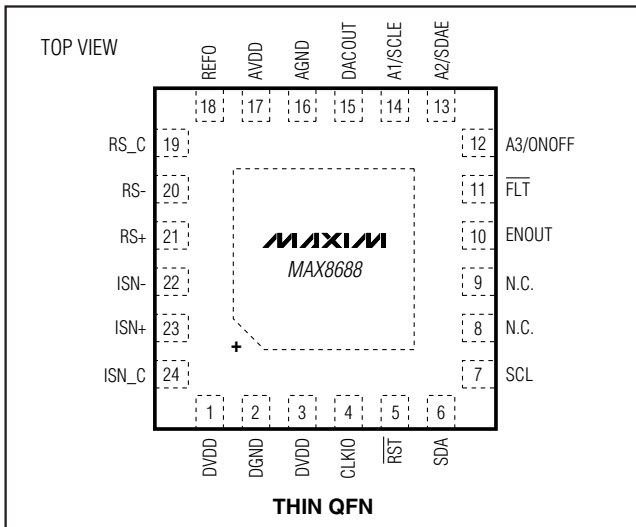 TOP VIEW
REFO
AVDD
AGND
DACOUT
A1/SCLE
A2/SDAE
18
17
16
15
14
13
RS_C 19
12 A3/ONOFF
RS- 20
11 F̅L̅T̅
RS+ 21
10 ENOUT
MAXIM
MAX8688
ISN- 22
9 N.C.
ISN+ 23
8 N.C.
+
ISN_C 24
7 SCL
1
2
3
4
5
6
DVDD
DGND
DVDD
CLKIO
R̅S̅T̅
SDA
THIN QFN